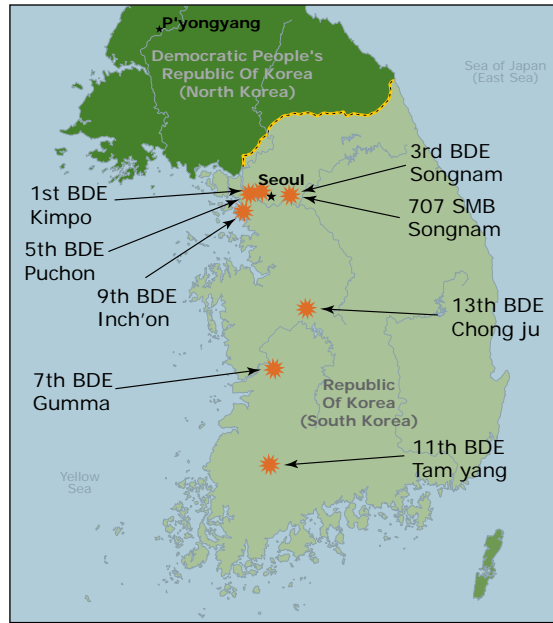 P'yongyang
Democratic People's
Republic Of Korea
(North Korea)
Sea of Japan
(East Sea)
Seoul
3rd BDE
Songnam
1st BDE
Kimpo
707 SMB
Songnam
5th BDE
Puchon
9th BDE
Inch'on
13th BDE
Chong ju
7th BDE
Gumma
Republic
Of Korea
(South Korea)
11th BDE
Tam yang
Yellow
Sea